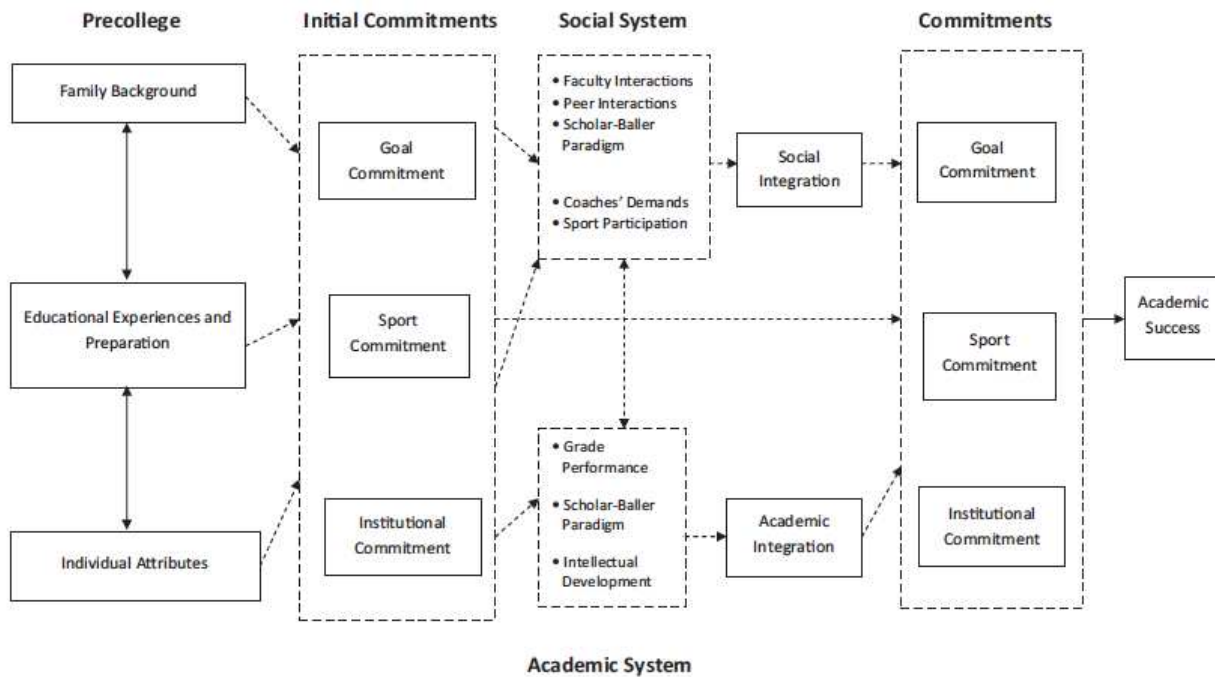 Precollege
Initial Commitments
Social System
Commitments
Family Background
Educational Experiences and
Preparation
Individual Attributes
Goal
Commitment
Sport
Commitment
Institutional
Commitment
• Faculty Interactions
• Peer Interactions
• Scholar-Baller
Paradigm
• Coaches' Demands
• Sport Participation
Social
Integration
• Grade
Performance
• Scholar-Baller
Paradigm
• Intellectual
Development
Academic
Integration
Goal
Commitment
Sport
Commitment
Institutional
Commitment
Academic
Success
Academic System